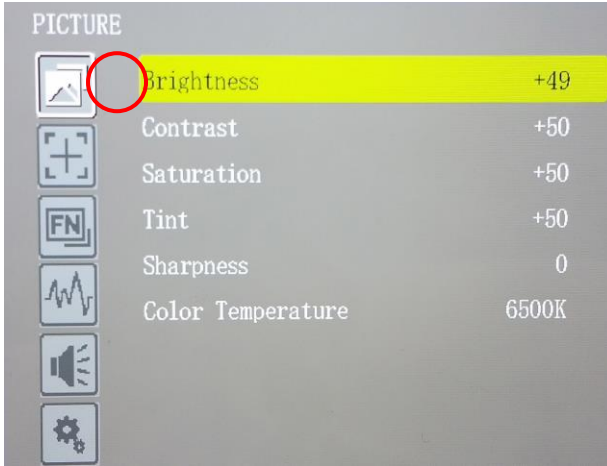 PICTURE
Brightness +49
Contrast +50
Saturation +50
FN
Tint +50
Sharpness 0
Color Temperature 6500K